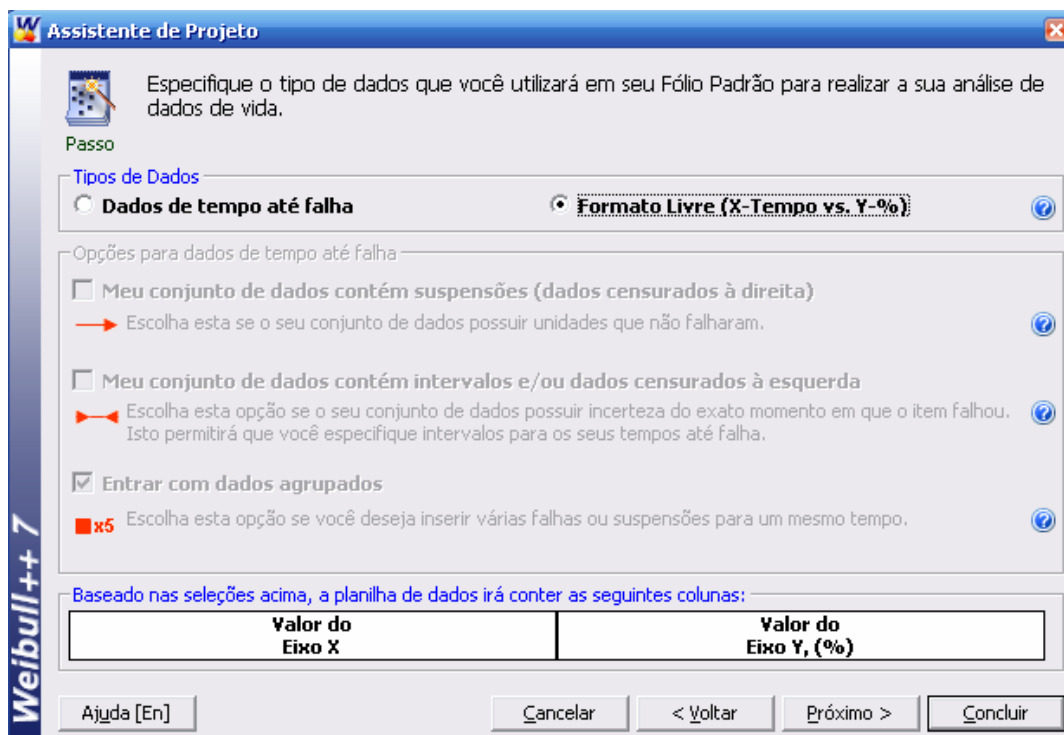 Assistente de Projeto
Especifique o tipo de dados que você utilizará em seu Fólio Padrão para realizar a sua análise de
dados de vida.
Passo
Tipos de Dados
Dados de tempo até falha
Formato Livre (X-Tempo vs. Y-%)
Opções para dados de tempo até falha
Meu conjunto de dados contém suspensões (dados censurados à direita)
Escolha esta se o seu conjunto de dados possuir unidades que não falharam.
Meu conjunto de dados contém intervalos e/ou dados censurados à esquerda
Escolha esta opção se o seu conjunto de dados possuir incerteza do exato momento em que o item falhou.
Isto permitirá que você especifique intervalos para os seus tempos até falha.
Entrar com dados agrupados
x5
Escolha esta opção se você deseja inserir várias falhas ou suspensões para um mesmo tempo.
Baseado nas seleções acima, a planilha de dados irá conter as seguintes colunas:
Valor do
Eixo X
Valor do
Eixo Y, (%)
Weibull++ 7
Ajuda [En]
Cancelar
< Voltar
Próximo >
Concluir